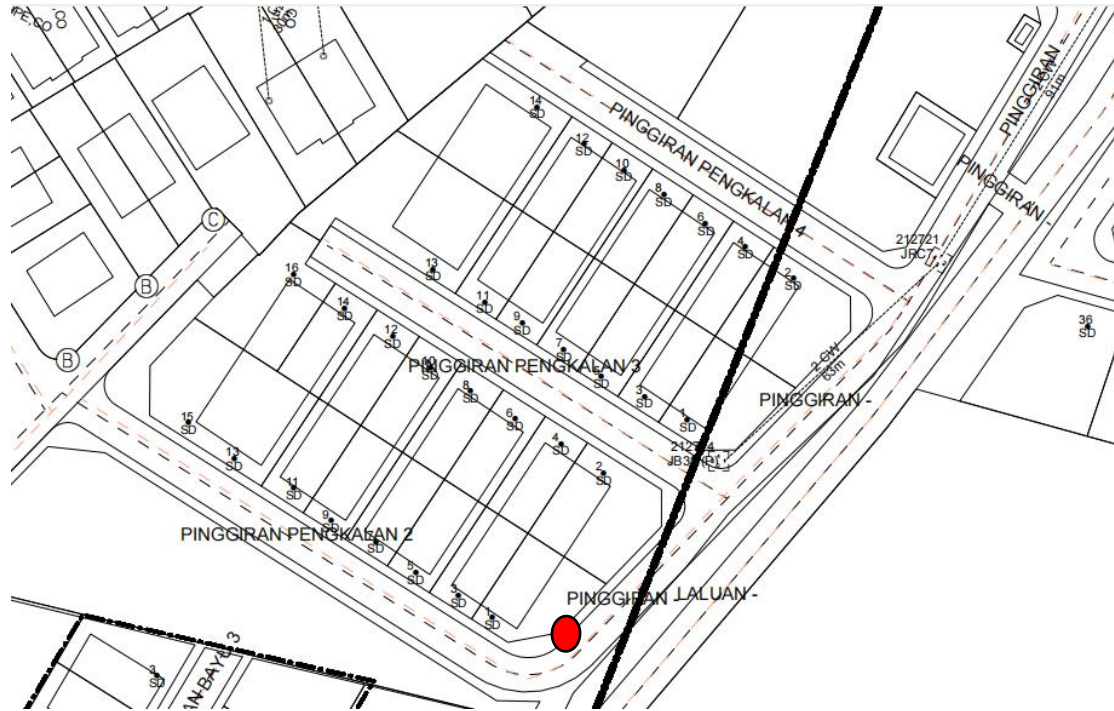 14
SD
12
SD
10
SD
8
SD
6
SD
4
SD
2
SD
PINGGIRAN PENGKALAN 4
PINGGIRAN -
91m
PINGGIRAN -
212721
JRC7
36
SD
C
B
B
13
SD
11
SD
9
SD
7
SD
SD
3
SD
1
SD
PINGGIRAN PENGKALAN 3
16
SD
14
SD
12
SD
10
SD
8
SD
6
SD
4
SD
2
SD
2 GW
63m
PINGGIRAN -
15
SD
13
SD
11
SD
9
SD
SD
5
SD
3
SD
1
SD
PINGGIRAN PENGKALAN 2
PINGGIRAN -
LALUAN -
3
SD